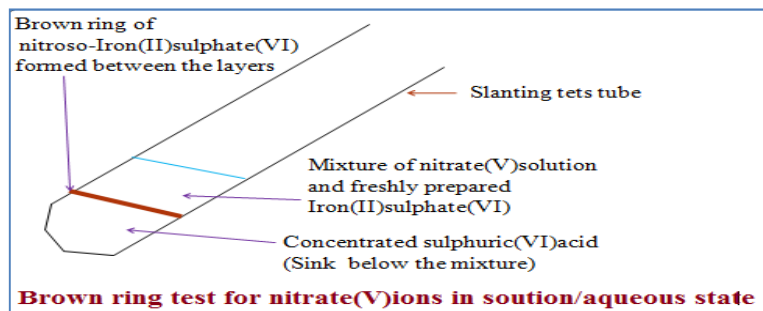 Brown ring of
nitroso-Iron(II)sulphate(VI)
formed between the layers
Slanting tets tube
Mixture of nitrate(V)solution
and freshly prepared
Iron(II)sulphate(VI)
Concentrated sulphuric(VI)acid
(Sink below the mixture)
Brown ring test for nitrate(V)ions in soution/aqueous state